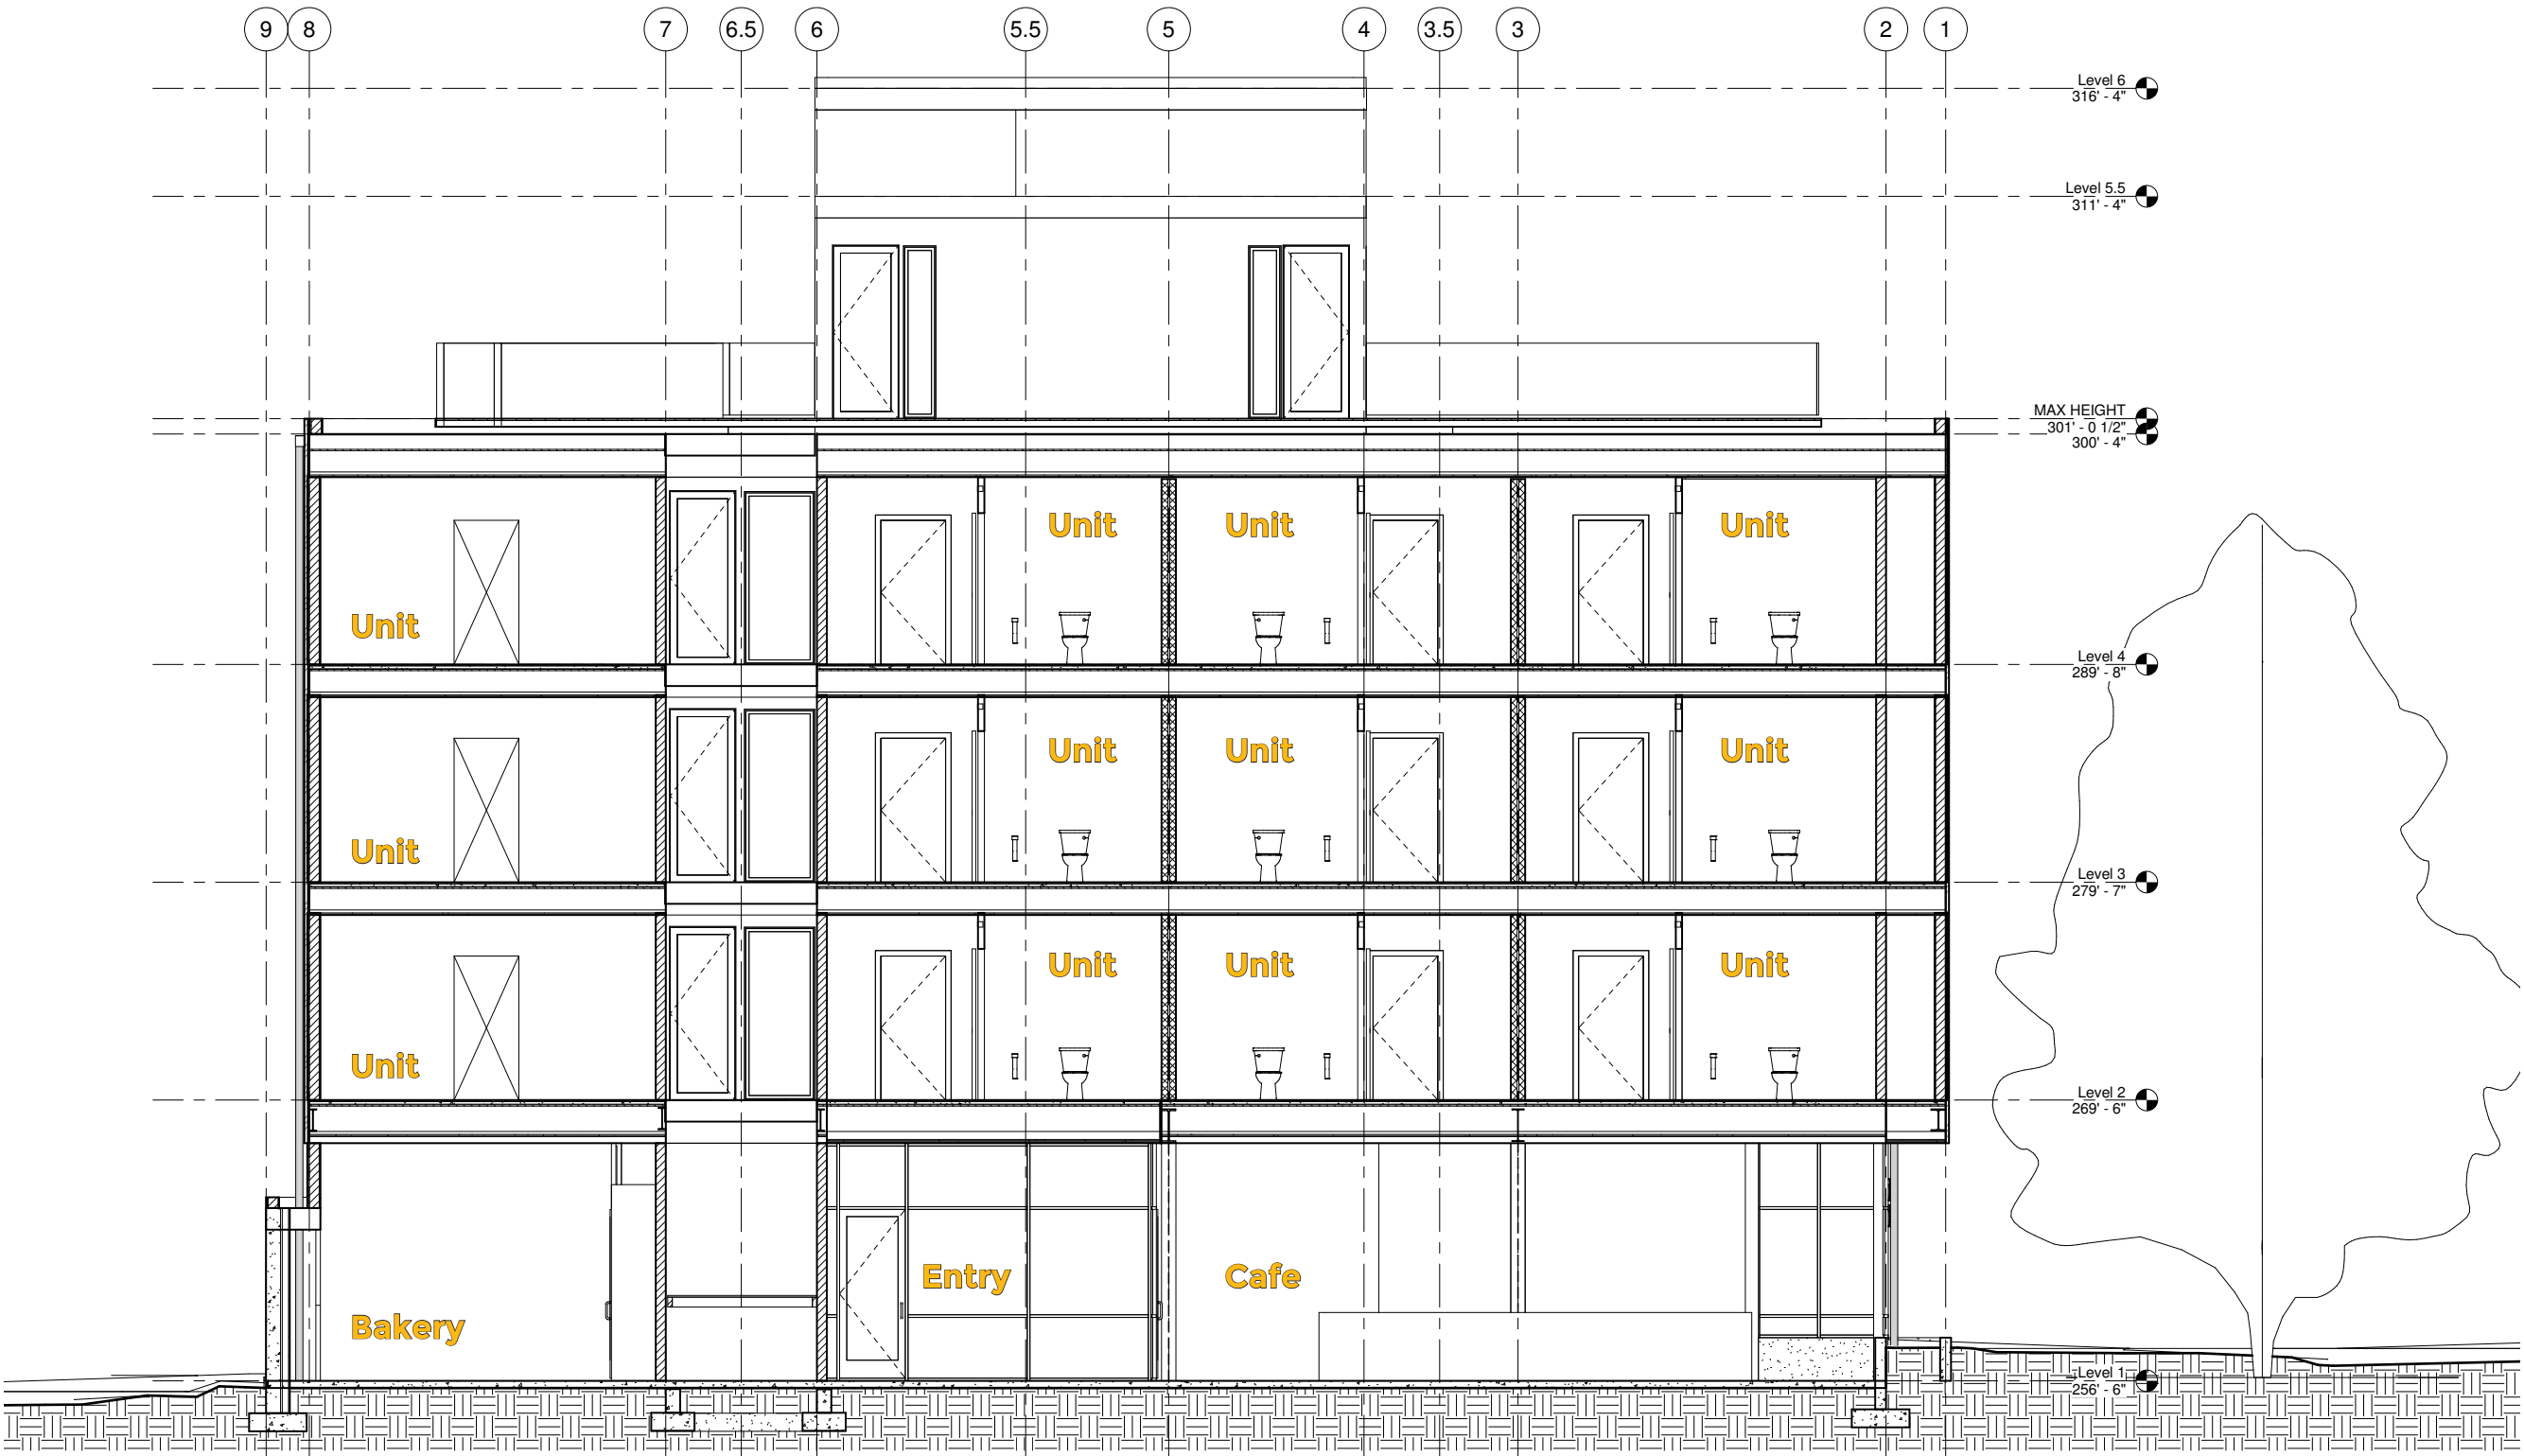 9 8 7 6.5 6 5.5 5 4 3.5 3 2 1
Level 6
316' - 4"
Level 5.5
311' - 4"
MAX HEIGHT
301' - 0 1/2"
300' - 4"
Unit Unit Unit
Unit
Level 4
289' - 8"
Unit Unit Unit
Unit
Level 3
279' - 7"
Unit Unit Unit
Unit
Level 2
269' - 6"
Entry Cafe
Bakery
Level 1
256' - 6"